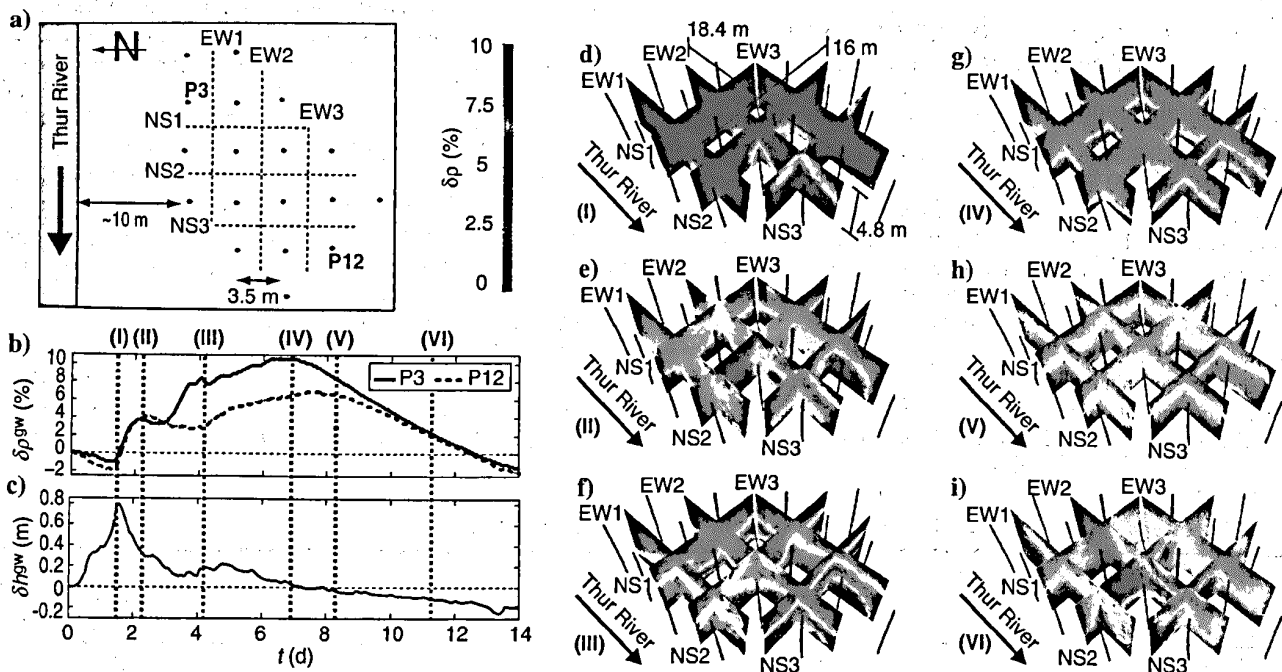 a)
Thur River
N
EW1
EW2
P3
EW3
NS1
NS2
~10 m
NS3
P12
3.5 m
10
7.5
5
2.5
0
δρ (%)
b)
(I) (II) (III) (IV) (V) (VI)
10
8
6
4
2
0
−2
δρ^gw (%)
P3 P12
c)
0.8
0.6
0.4
0.2
0
-0.2
δh^gw (m)
0 2 4 6 8 10 12 14
t (d)
d)
18.4 m
EW3
16 m
EW2
EW1
NS1
Thur River
NS2
NS3
4.8 m
(I)
e)
EW3
EW2
EW1
NS1
Thur River
NS2
NS3
(II)
f)
EW3
EW2
EW1
NS1
Thur River
NS2
NS3
(III)
g)
EW3
EW2
EW1
NS1
Thur River
NS2
NS3
(IV)
h)
EW3
EW2
EW1
NS1
Thur River
NS2
NS3
(V)
i)
EW3
EW2
EW1
NS1
Thur River
NS2
NS3
(VI)